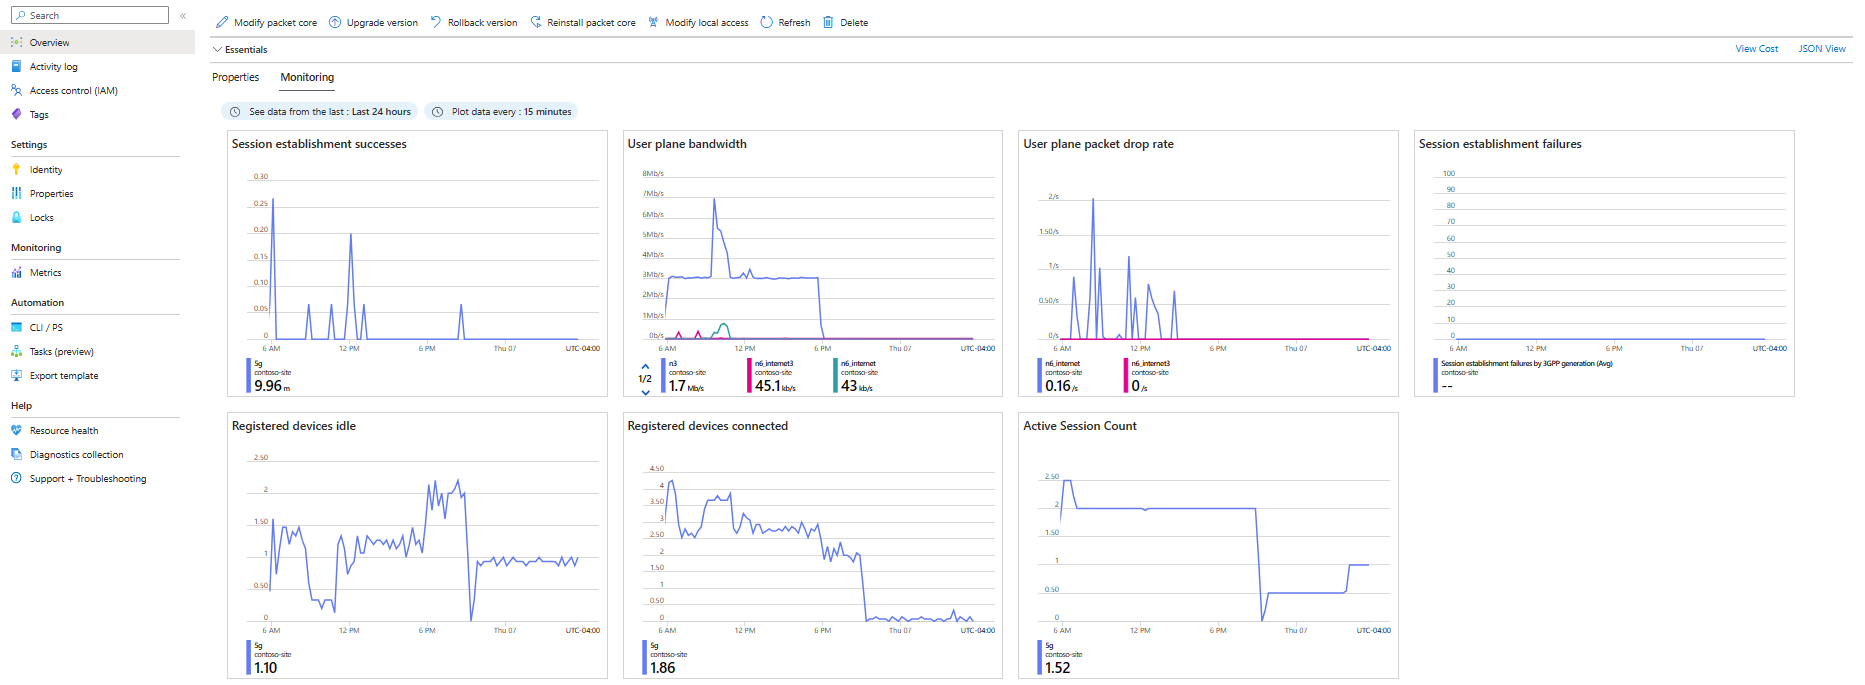 Search
«
Overview
Activity log
Access control (IAM)
Tags
Settings
Identity
Properties
Locks
Monitoring
Metrics
Automation
CLI / PS
Tasks (preview)
Export template
Help
Resource health
Diagnostics collection
Support + Troubleshooting
Modify packet core Upgrade version Rollback version Reinstall packet core Modify local access Refresh Delete
Essentials View Cost JSON View
Properties Monitoring
See data from the last : Last 24 hours Plot data every : 15 minutes
Session establishment successes
0.30
0.25
0.20
0.15
0.10
0.05
0
6 AM 12 PM 6 PM Thu 07 UTC-04:00
5g
contoso-site
9.96 m
User plane bandwidth
8Mb/s
7Mb/s
6Mb/s
5Mb/s
4Mb/s
3Mb/s
2Mb/s
1Mb/s
0b/s
6 AM 12 PM 6 PM Thu 07 UTC-04:00
1/2
n3 n6_internet3 n6_internet
contoso-site contoso-site contoso-site
1.7 Mb/s 45.1 kb/s 43 kb/s
User plane packet drop rate
2/s
1.50/s
1/s
0.50/s
0/s
6 AM 12 PM 6 PM Thu 07 UTC-04:00
n6_internet n6_internet3
contoso-site contoso-site
0.16 /s 0 /s
Session establishment failures
100
90
80
70
60
50
40
30
20
10
0
6 AM 12 PM 6 PM Thu 07 UTC-04:00
Session establishment failures by 3GPP generation (Avg)
contoso-site
--
Registered devices idle
2.50
2
1.50
1
0.50
0
6 AM 12 PM 6 PM Thu 07 UTC-04:00
5g
contoso-site
1.10
Registered devices connected
4.50
4
3.50
3
2.50
2
1.50
1
0.50
0
6 AM 12 PM 6 PM Thu 07 UTC-04:00
5g
contoso-site
1.86
Active Session Count
2.50
2
1.50
1
0.50
0
6 AM 12 PM 6 PM Thu 07 UTC-04:00
5g
contoso-site
1.52